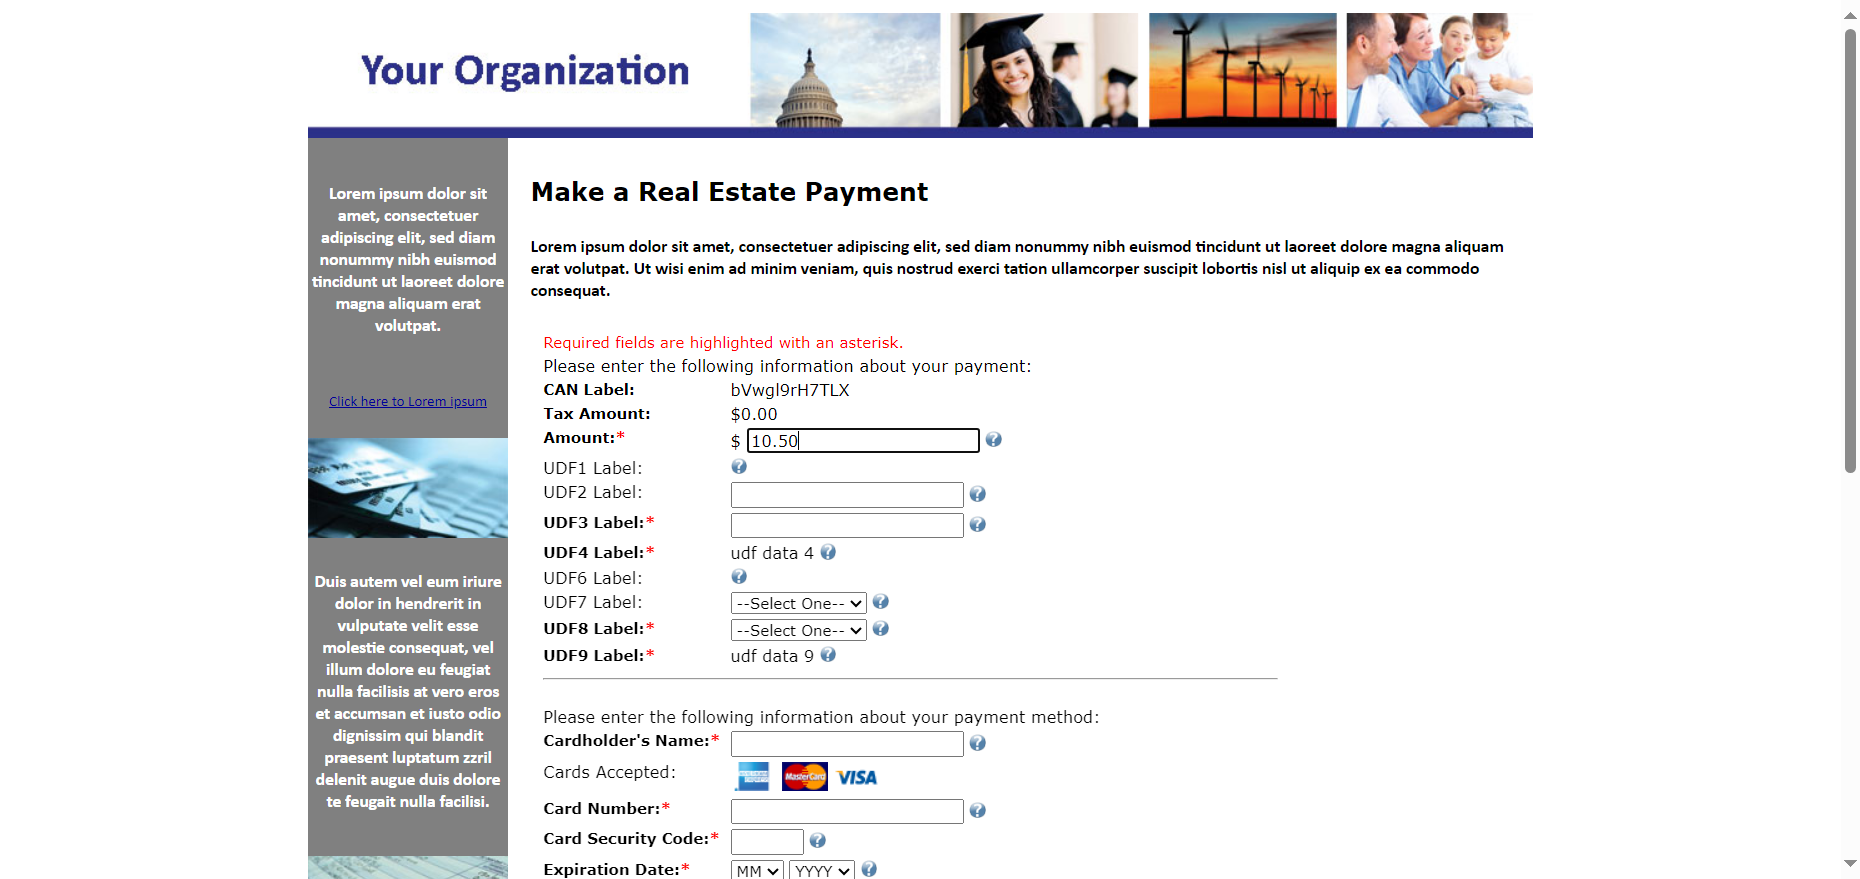 Your Organization
Lorem ipsum dolor sit
amet, consectetuer
adipiscing elit, sed diam
nonummy nibh euismod
tincidunt ut laoreet dolore
magna aliquam erat
volutpat.
Click here to Lorem ipsum
Duis autem vel eum iriure
dolor in hendrerit in
vulputate velit esse
molestie consequat, vel
illum dolore eu feugiat
nulla facilisis at vero eros
et accumsan et iusto odio
dignissim qui blandit
praesent luptatum zzril
delenit augue duis dolore
te feugait nulla facilisi.
Make a Real Estate Payment
Lorem ipsum dolor sit amet, consectetuer adipiscing elit, sed diam nonummy nibh euismod tincidunt ut laoreet dolore magna aliquam
erat volutpat. Ut wisi enim ad minim veniam, quis nostrud exerci tation ullamcorper suscipit lobortis nisl ut aliquip ex ea commodo
consequat.
Required fields are highlighted with an asterisk.
Please enter the following information about your payment:
CAN Label: bVwgl9rH7TLX
Tax Amount: $0.00
Amount:* $ 10.50 ?
UDF1 Label: ?
UDF2 Label: ?
UDF3 Label:* ?
UDF4 Label:* udf data 4 ?
UDF6 Label: ?
UDF7 Label: --Select One-- ?
UDF8 Label:* --Select One-- ?
UDF9 Label:* udf data 9 ?
Please enter the following information about your payment method:
Cardholder's Name:* ?
Cards Accepted: MasterCard VISA
Card Number:* ?
Card Security Code:* ?
Expiration Date:* MM YYYY ?